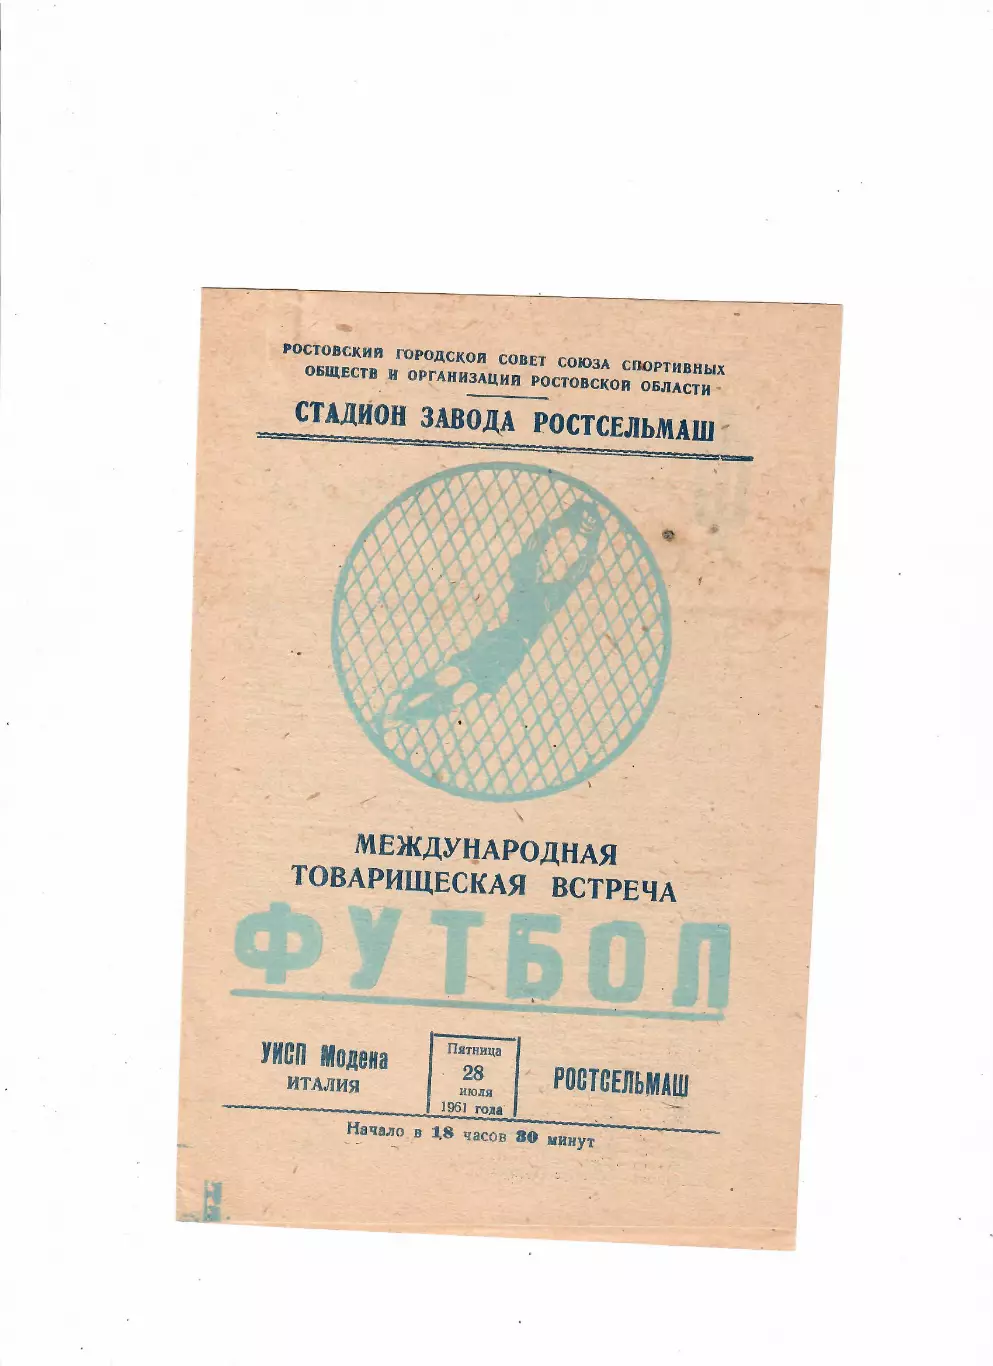 РОСТОВСКИЙ ГОРОДСКОЙ СОВЕТ СОЮЗА СПОРТИВНЫХ
ОБЩЕСТВ И ОРГАНИЗАЦИЙ РОСТОВСКОЙ ОБЛАСТИ
СТАДИОН ЗАВОДА РОСТСЕЛЬМАШ
МЕЖДУНАРОДНАЯ
ТОВАРИЩЕСКАЯ ВСТРЕЧА
ФУТБОЛ
УИСП Модена
ИТАЛИЯ
Пятница
28
июля
1961 года
РОСТСЕЛЬМАШ
Начало в 18 часов 30 минут